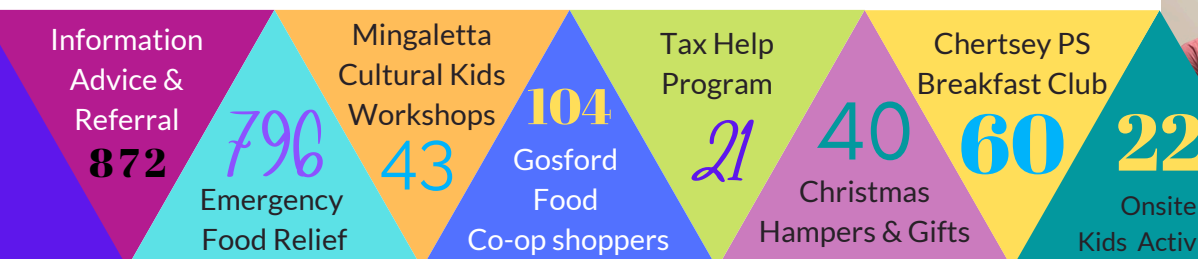 Information
Advice &
Referral
872
796
Emergency
Food Relief
Mingaletta
Cultural Kids
Workshops
43
104
Gosford
Food
Co-op shoppers
Tax Help
Program
21
40
Christmas
Hampers & Gifts
Chertsey PS
Breakfast Club
60
22
Onsite
Kids